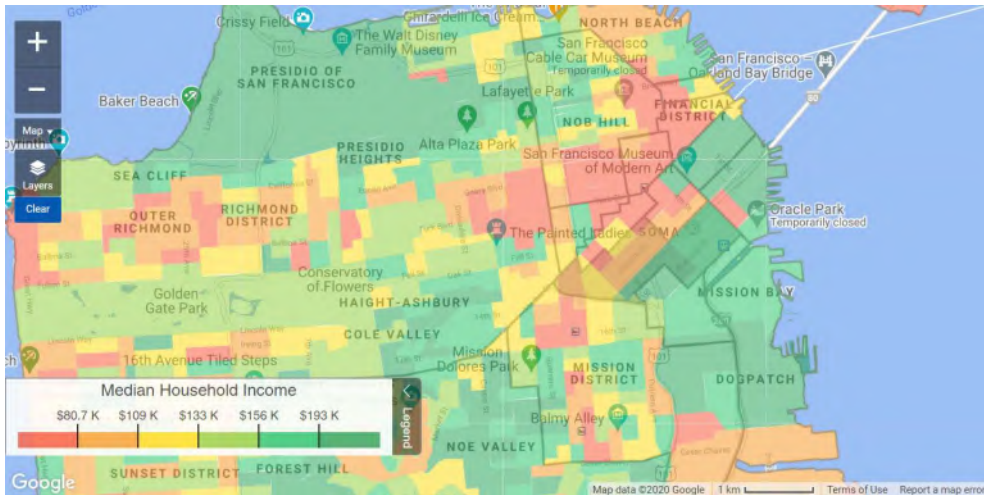 Crissy Field
Ghirardelli Ice Cream...
NORTH BEACH
The Walt Disney
Family Museum
San Francisco
Cable Car Museum
Temporarily closed
San Francisco –
Oakland Bay Bridge
PRESIDIO OF
SAN FRANCISCO
Baker Beach
Lafayette Park
FINANCIAL
DISTRICT
NOB HILL
Map
Alta Plaza Park
PRESIDIO
HEIGHTS
San Francisco Museum
of Modern Art
SEA CLIFF
Layers
Clear
OUTER
RICHMOND
RICHMOND
DISTRICT
The Painted Ladies
SOMA
Oracle Park
Temporarily closed
Conservatory
of Flowers
Golden
Gate Park
HAIGHT-ASHBURY
MISSION BAY
COLE VALLEY
16th Avenue Tiled Steps
Mission
Dolores Park
MISSION
DISTRICT
DOGPATCH
Median Household Income
$80.7 K $109 K $133 K $156 K $193 K
Legend
Balmy Alley
NOE VALLEY
SUNSET DISTRICT
FOREST HILL
Google
Map data ©2020 Google 1 km Terms of Use Report a map error